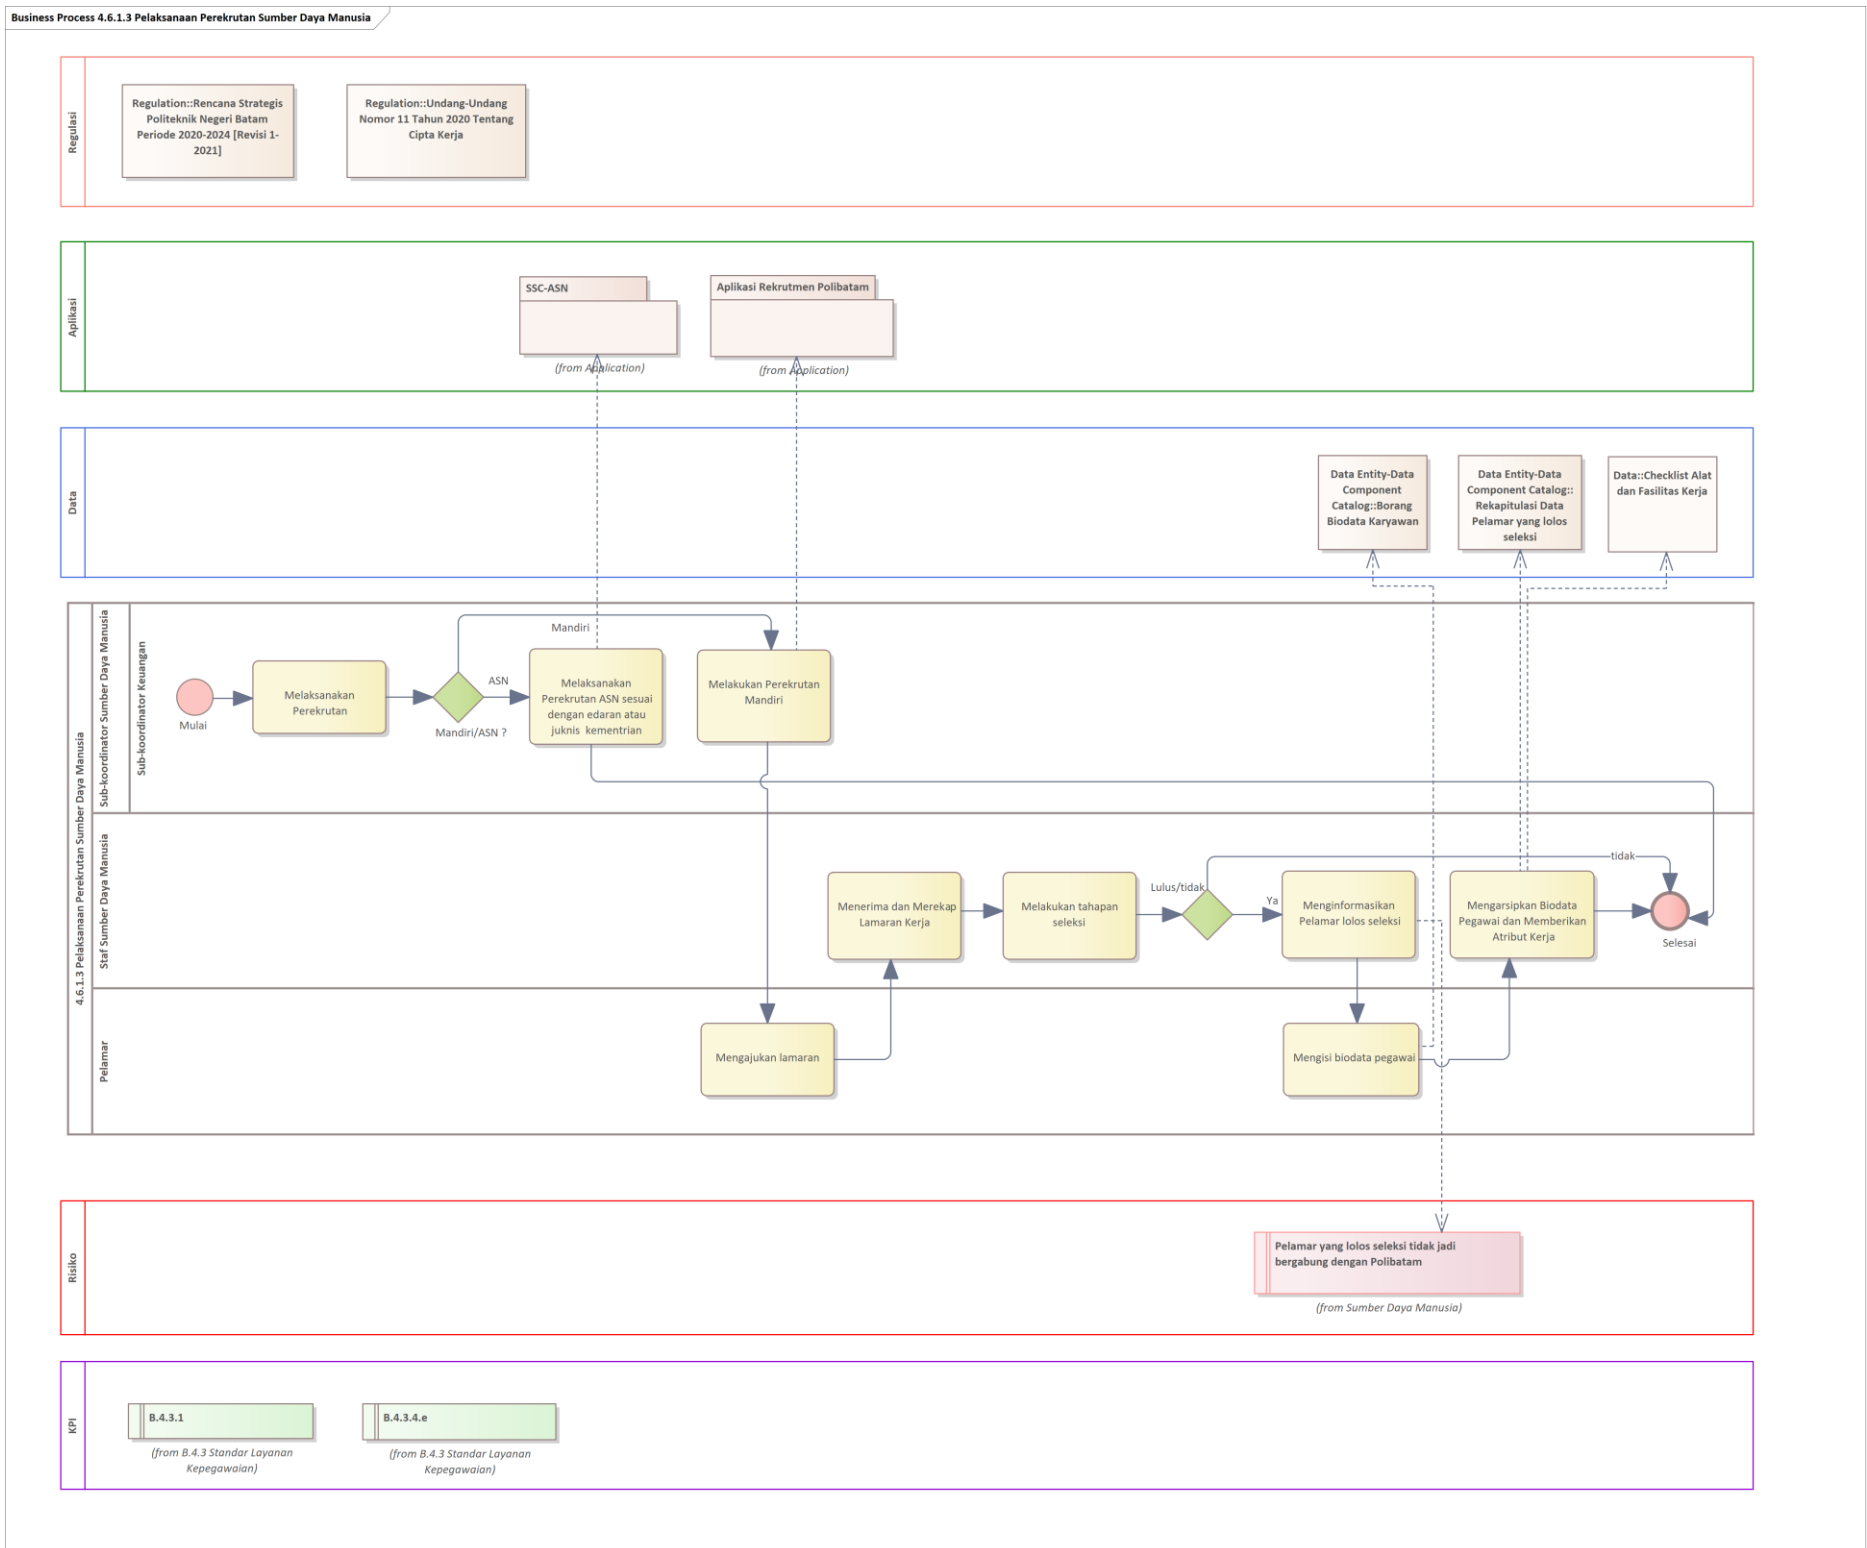 Business Process 4.6.1.3 Pelaksanaan Perekrutan Sumber Daya Manusia
Regulasi
Regulation::Rencana Strategis
Politeknik Negeri Batam
Periode 2020-2024 [Revisi 1-
2021]
Regulation::Undang-Undang
Nomor 11 Tahun 2020 Tentang
Cipta Kerja
Aplikasi
SSC-ASN
(from Application)
Aplikasi Rekrutmen Polibatam
(from Application)
Data
Data Entity-Data
Component
Catalog::Borang
Biodata Karyawan
Data Entity-Data
Component Catalog::
Rekapitulasi Data
Pelamar yang lolos
seleksi
Data::Checklist Alat
dan Fasilitas Kerja
4.6.1.3 Pelaksanaan Perekrutan Sumber Daya Manusia
Sub-koordinator Sumber Daya Manusia
Sub-koordinator Keuangan
Mulai
Melaksanakan
Perekrutan
Mandiri/ASN ?
Mandiri
ASN
Melaksanakan
Perekrutan ASN sesuai
dengan edaran atau
juknis kementrian
Melakukan Perekrutan
Mandiri
Staf Sumber Daya Manusia
Menerima dan Merekap
Lamaran Kerja
Melakukan tahapan
seleksi
Lulus/tidak
Ya
tidak
Menginformasikan
Pelamar lolos seleksi
Mengarsipkan Biodata
Pegawai dan Memberikan
Atribut Kerja
Selesai
Pelamar
Mengajukan lamaran
Mengisi biodata pegawai
Risiko
Pelamar yang lolos seleksi tidak jadi
bergabung dengan Polibatam
(from Sumber Daya Manusia)
KPI
B.4.3.1
(from B.4.3 Standar Layanan
Kepegawaian)
B.4.3.4.e
(from B.4.3 Standar Layanan
Kepegawaian)